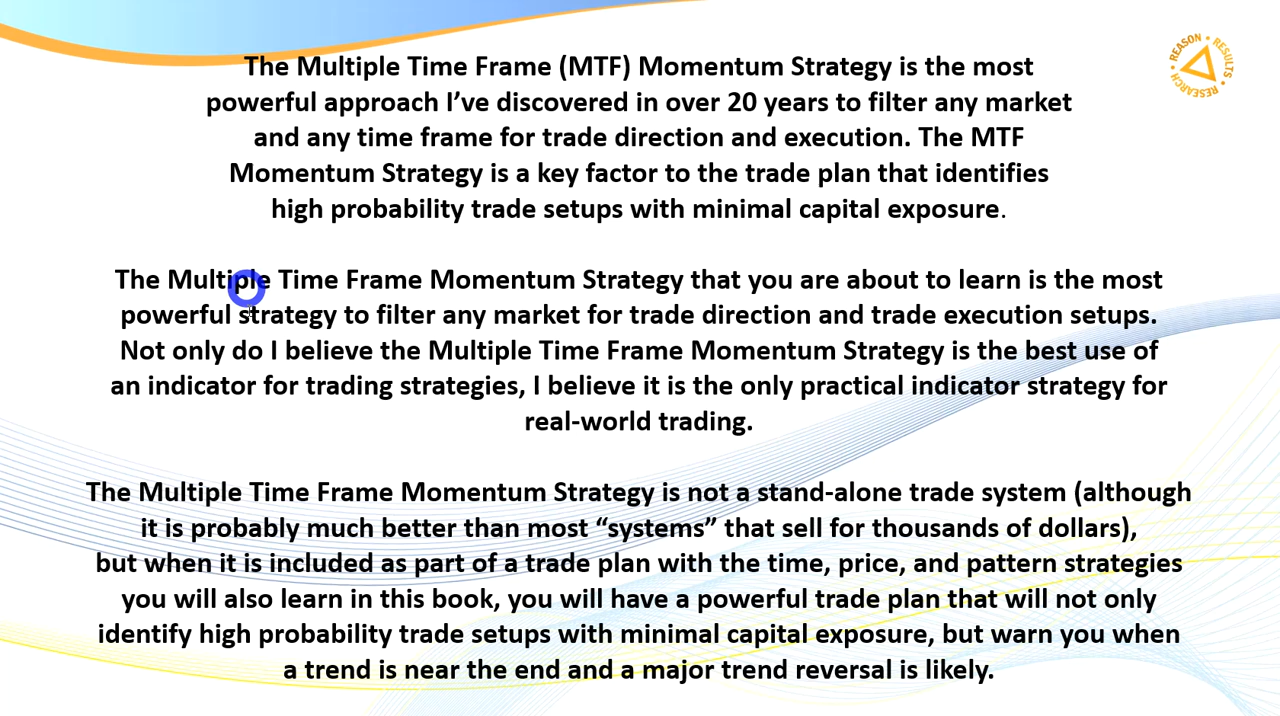 The Multiple Time Frame (MTF) Momentum Strategy is the most
powerful approach I’ve discovered in over 20 years to filter any market
and any time frame for trade direction and execution. The MTF
Momentum Strategy is a key factor to the trade plan that identifies
high probability trade setups with minimal capital exposure.
REASON • RESULTS • RESEARCH •
The Multiple Time Frame Momentum Strategy that you are about to learn is the most
powerful strategy to filter any market for trade direction and trade execution setups.
Not only do I believe the Multiple Time Frame Momentum Strategy is the best use of
an indicator for trading strategies, I believe it is the only practical indicator strategy for
real-world trading.
The Multiple Time Frame Momentum Strategy is not a stand-alone trade system (although
it is probably much better than most “systems” that sell for thousands of dollars),
but when it is included as part of a trade plan with the time, price, and pattern strategies
you will also learn in this book, you will have a powerful trade plan that will not only
identify high probability trade setups with minimal capital exposure, but warn you when
a trend is near the end and a major trend reversal is likely.